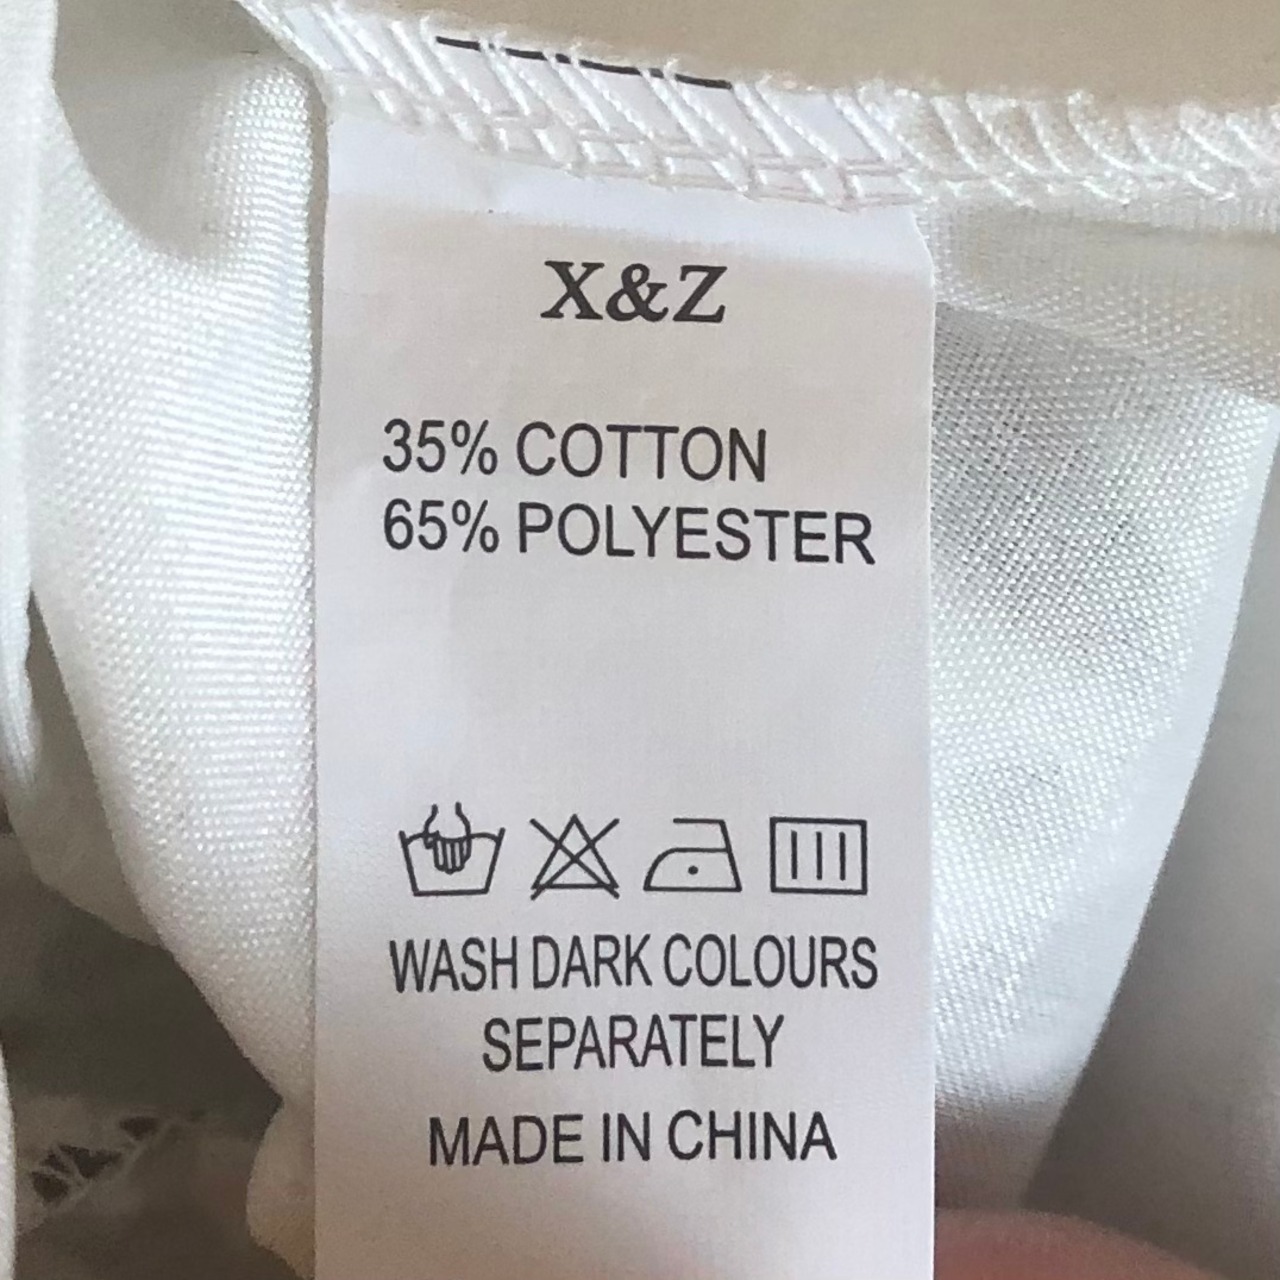 X&Z
35% COTTON
65% POLYESTER
WASH DARK COLOURS
SEPARATELY
MADE IN CHINA